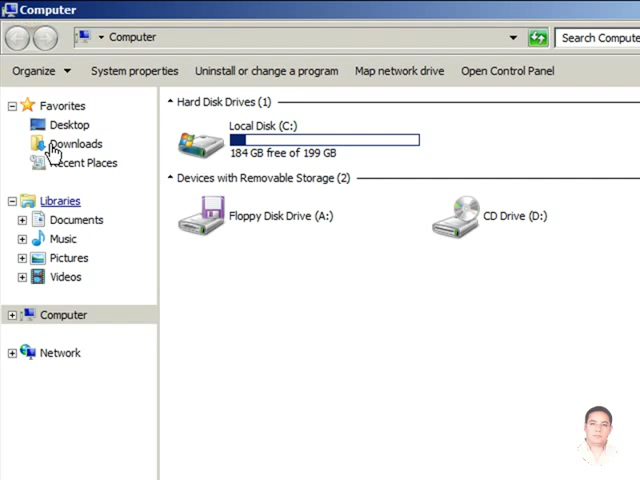 Computer
Computer
Search Compute
Organize
System properties
Uninstall or change a program
Map network drive
Open Control Panel
Favorites
Desktop
Downloads
Recent Places
Libraries
Documents
Music
Pictures
Videos
Computer
Network
Hard Disk Drives (1)
Local Disk (C:)
184 GB free of 199 GB
Devices with Removable Storage (2)
Floppy Disk Drive (A:)
CD Drive (D:)